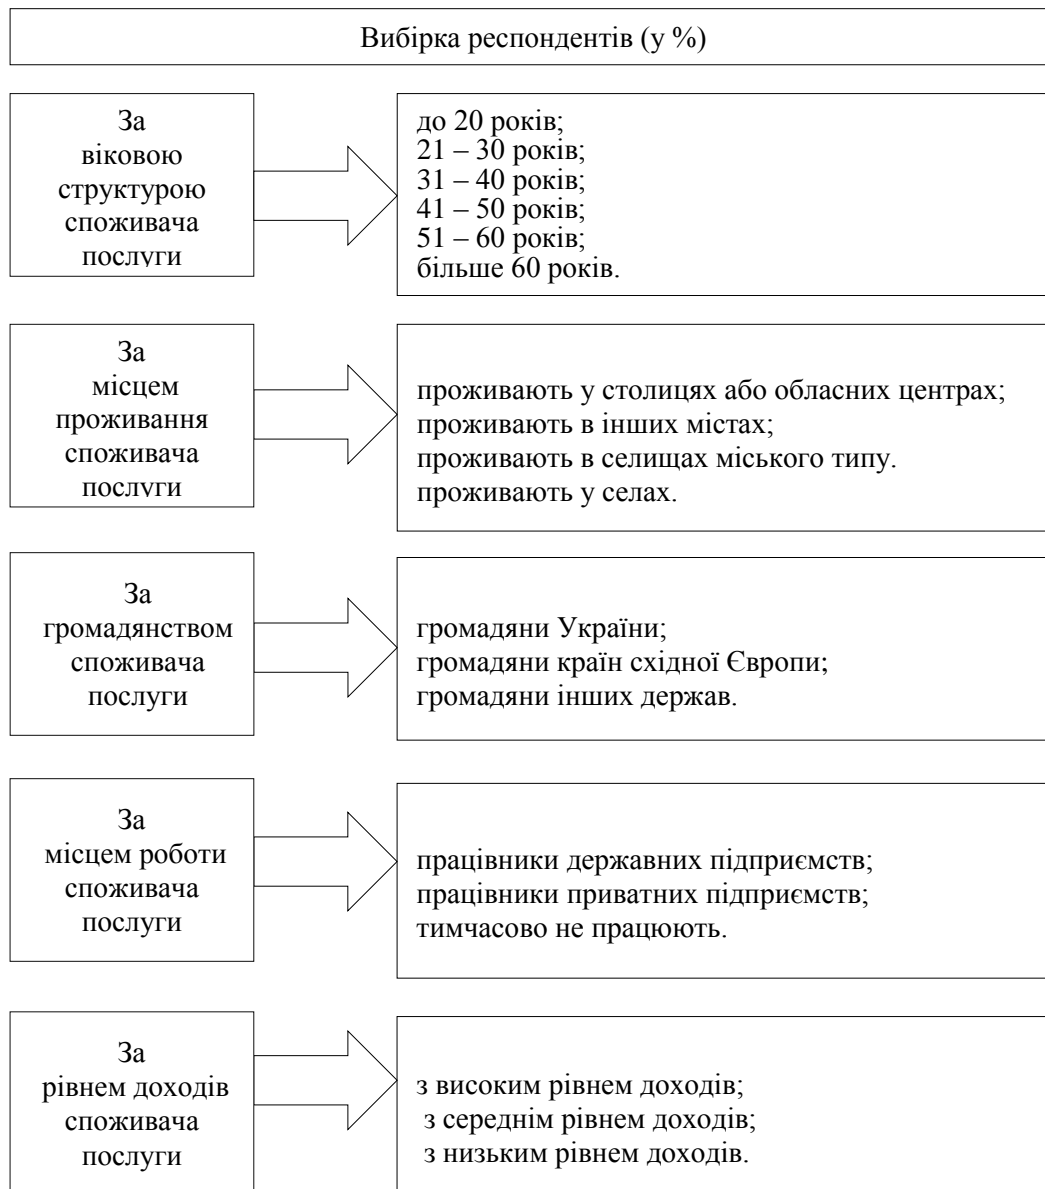 Вибірка респондентів (у %)
За
віковою
структурою
споживача
послуги
до 20 років;
21 – 30 років;
31 – 40 років;
41 – 50 років;
51 – 60 років;
більше 60 років.
За
місцем
проживання
споживача
послуги
проживають у столицях або обласних центрах;
проживають в інших містах;
проживають в селищах міського типу.
проживають у селах.
За
громадянством
споживача
послуги
громадяни України;
громадяни країн східної Європи;
громадяни інших держав.
За
місцем роботи
споживача
послуги
працівники державних підприємств;
працівники приватних підприємств;
тимчасово не працюють.
За
рівнем доходів
споживача
послуги
з високим рівнем доходів;
з середнім рівнем доходів;
з низьким рівнем доходів.